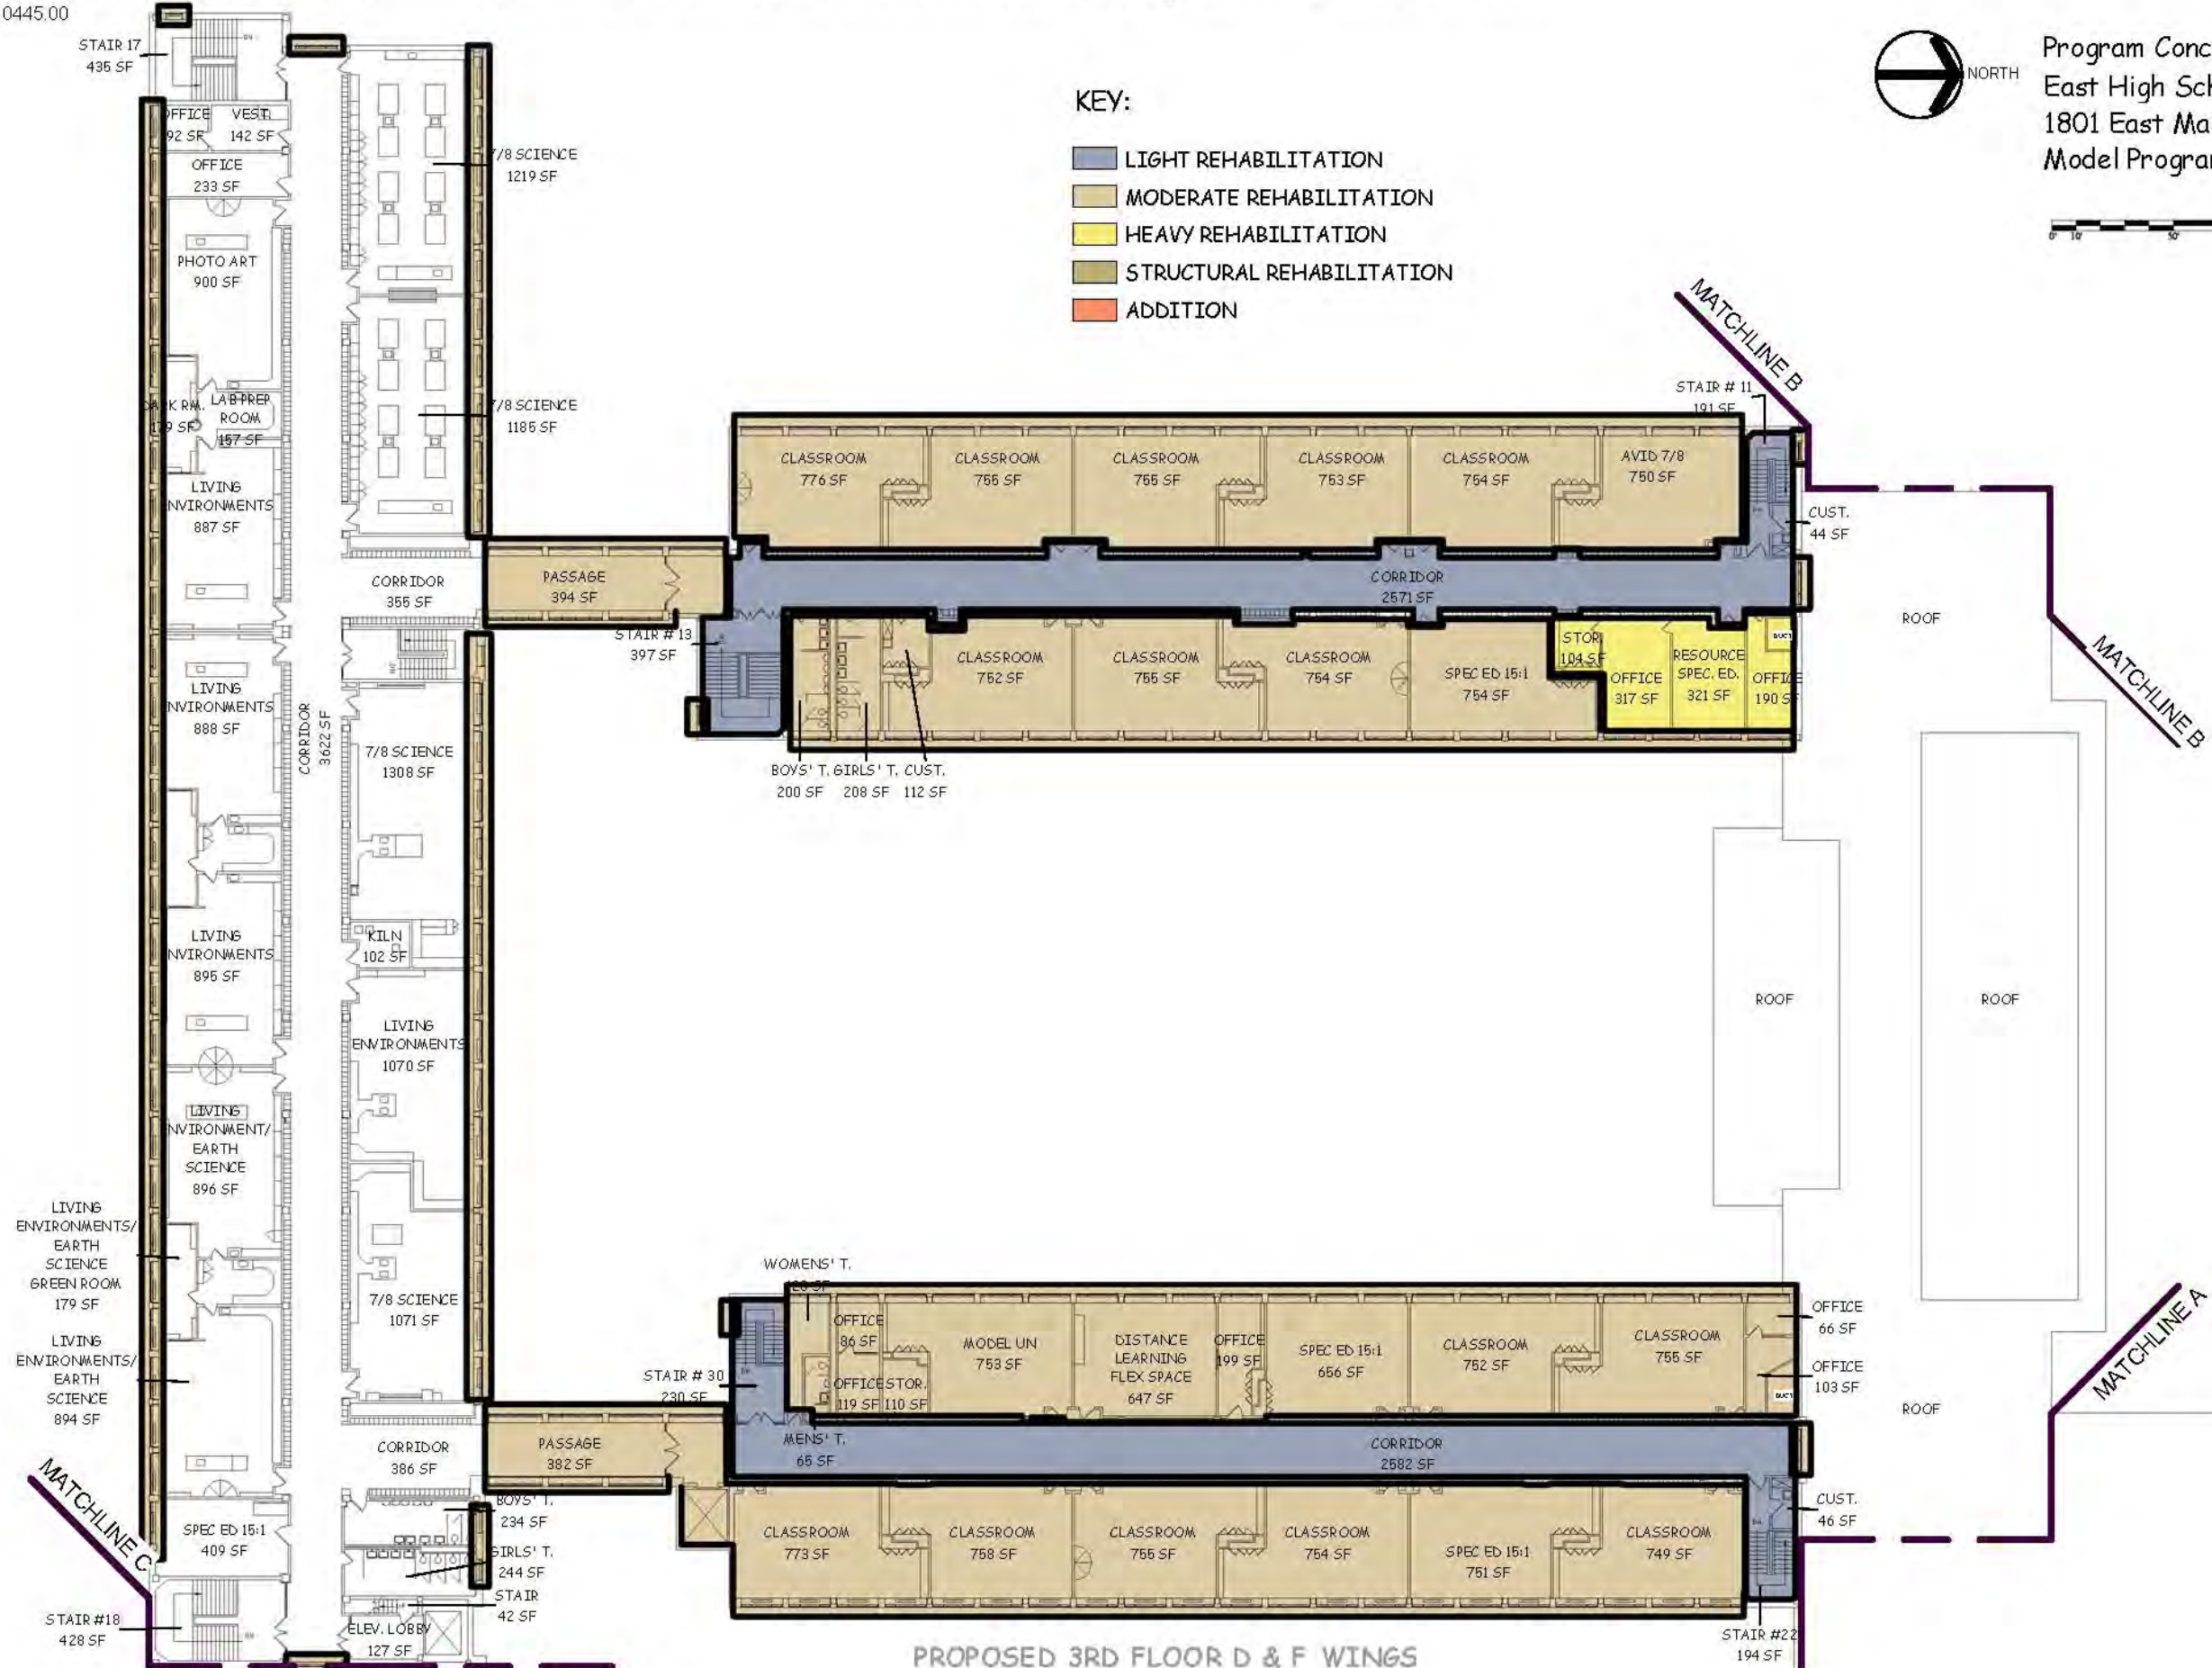 0445.00
NORTH
Program Conc
East High Sch
1801 East Ma
Model Program
0' 10' 50'
KEY:
LIGHT REHABILITATION
MODERATE REHABILITATION
HEAVY REHABILITATION
STRUCTURAL REHABILITATION
ADDITION
STAIR 17
435 SF
OFFICE
92 SF
VEST.
142 SF
OFFICE
233 SF
7/8 SCIENCE
1219 SF
PHOTO ART
900 SF
DARK RM.
179 SF
LAB PREP
ROOM
157 SF
7/8 SCIENCE
1185 SF
LIVING
NVIRONMENTS
887 SF
CORRIDOR
355 SF
PASSAGE
394 SF
LIVING
NVIRONMENTS
888 SF
CORRIDOR
3622 SF
7/8 SCIENCE
1308 SF
KILN
102 SF
LIVING
NVIRONMENTS
895 SF
LIVING
ENVIRONMENTS
1070 SF
LIVING
NVIRONMENT/
EARTH
SCIENCE
896 SF
LIVING
ENVIRONMENTS/
EARTH
SCIENCE
GREEN ROOM
179 SF
7/8 SCIENCE
1071 SF
LIVING
ENVIRONMENTS/
EARTH
SCIENCE
894 SF
CORRIDOR
386 SF
PASSAGE
382 SF
MATCHLINE C
SPEC ED 15:1
409 SF
BOYS' T.
234 SF
GIRLS' T.
244 SF
STAIR
42 SF
STAIR #18
428 SF
ELEV. LOBBY
127 SF
MATCHLINE B
STAIR # 11
191 SF
CLASSROOM
776 SF
CLASSROOM
755 SF
CLASSROOM
755 SF
CLASSROOM
753 SF
CLASSROOM
754 SF
AVID 7/8
750 SF
CUST.
44 SF
CORRIDOR
2571 SF
STAIR # 13
397 SF
CLASSROOM
752 SF
CLASSROOM
755 SF
CLASSROOM
754 SF
SPEC ED 15:1
754 SF
STOR.
104 SF
OFFICE
317 SF
RESOURCE
SPEC. ED.
321 SF
DUCT
OFFICE
190 SF
BOYS' T.
200 SF
GIRLS' T.
208 SF
CUST.
112 SF
ROOF
MATCHLINE B
ROOF
ROOF
WOMENS' T.
OFFICE
86 SF
OFFICE
119 SF
STOR.
110 SF
MODEL UN
753 SF
DISTANCE
LEARNING
FLEX SPACE
647 SF
OFFICE
199 SF
SPEC ED 15:1
656 SF
CLASSROOM
752 SF
CLASSROOM
755 SF
OFFICE
66 SF
OFFICE
103 SF
DUCT
STAIR # 30
230 SF
MENS' T.
65 SF
CORRIDOR
2582 SF
ROOF
MATCHLINE A
CLASSROOM
773 SF
CLASSROOM
758 SF
CLASSROOM
755 SF
CLASSROOM
754 SF
SPEC ED 15:1
751 SF
CLASSROOM
749 SF
CUST.
46 SF
STAIR #22
194 SF
PROPOSED 3RD FLOOR D & F WINGS